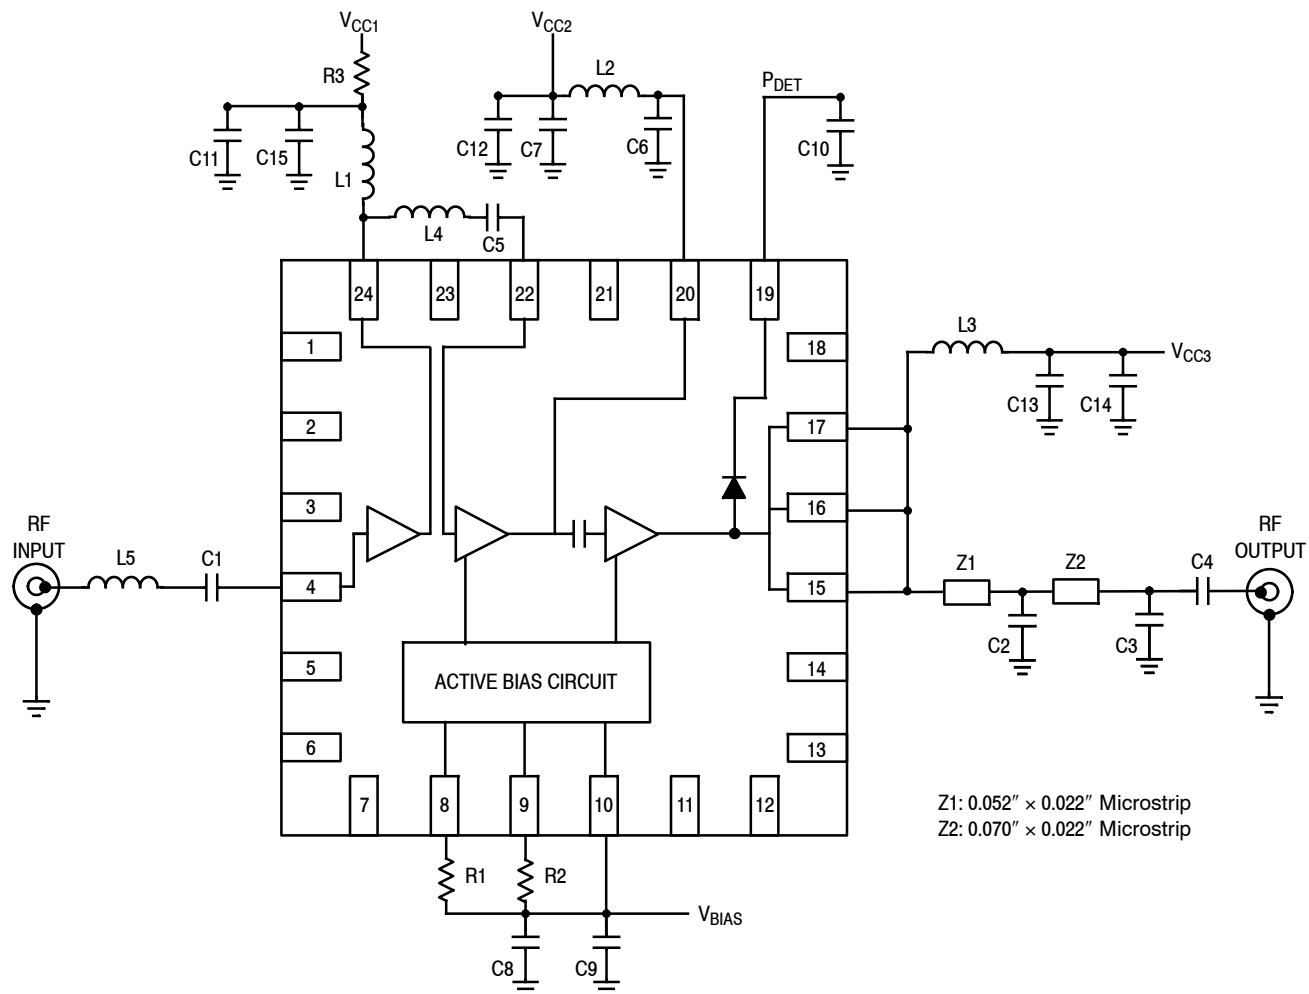 VCC1
VCC2
R3
L2
PDET
C11
C15
L1
C12
C7
C6
C10
L4
C5
24
23
22
21
20
19
1
18
L3
VCC3
C13
C14
2
17
3
16
RF
INPUT
L5
C1
4
15
Z1
Z2
C4
RF
OUTPUT
C2
C3
5
ACTIVE BIAS CIRCUIT
14
6
13
7
8
9
10
11
12
Z1: 0.052″ × 0.022″ Microstrip
Z2: 0.070″ × 0.022″ Microstrip
R1
R2
VBIAS
C8
C9